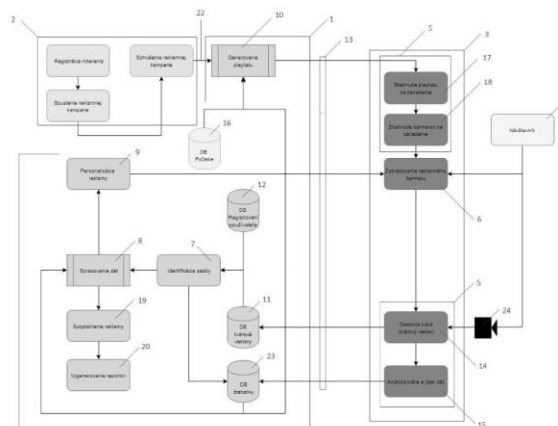 2
22
10
1
13
5
3
17
18
Registrácia inzerenta
Spustenie reklamnej
kampane
Schválenie reklamnej
kampane
Generovanie
playlistu
Stiahnutie playlistu
na zariadenie
Stiahnutie bannerov na
zariadenie
Návštevník
16
DB
Počasie
9
Personalizácia
reklamy
12
DB
Registrovaní
používatelia
Zobrazovanie reklamného
banneru
6
8
7
Spracovanie dát
Identifikácia osoby
11
DB
tvárové
vektory
5
24
Detekcia tváre
(tvárový vektor)
14
19
Spoplatnenie reklamy
20
Vygenerovanie reportov
23
DB
štatistiky
Analýza tváre a zber dát
15